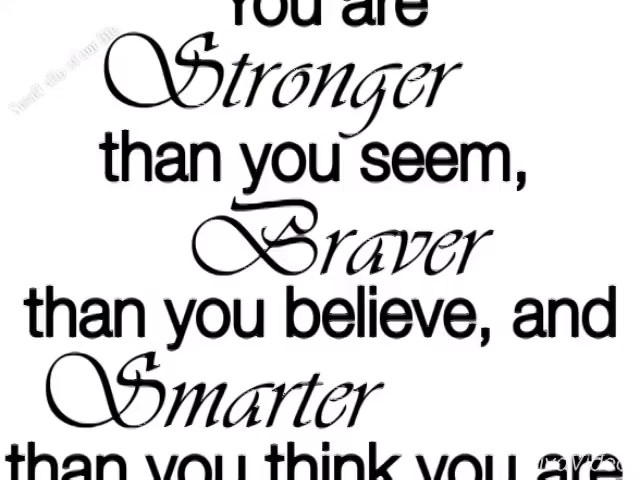 You are
Stronger
than you seem,
Braver
than you believe, and
Smarter
than you think you are